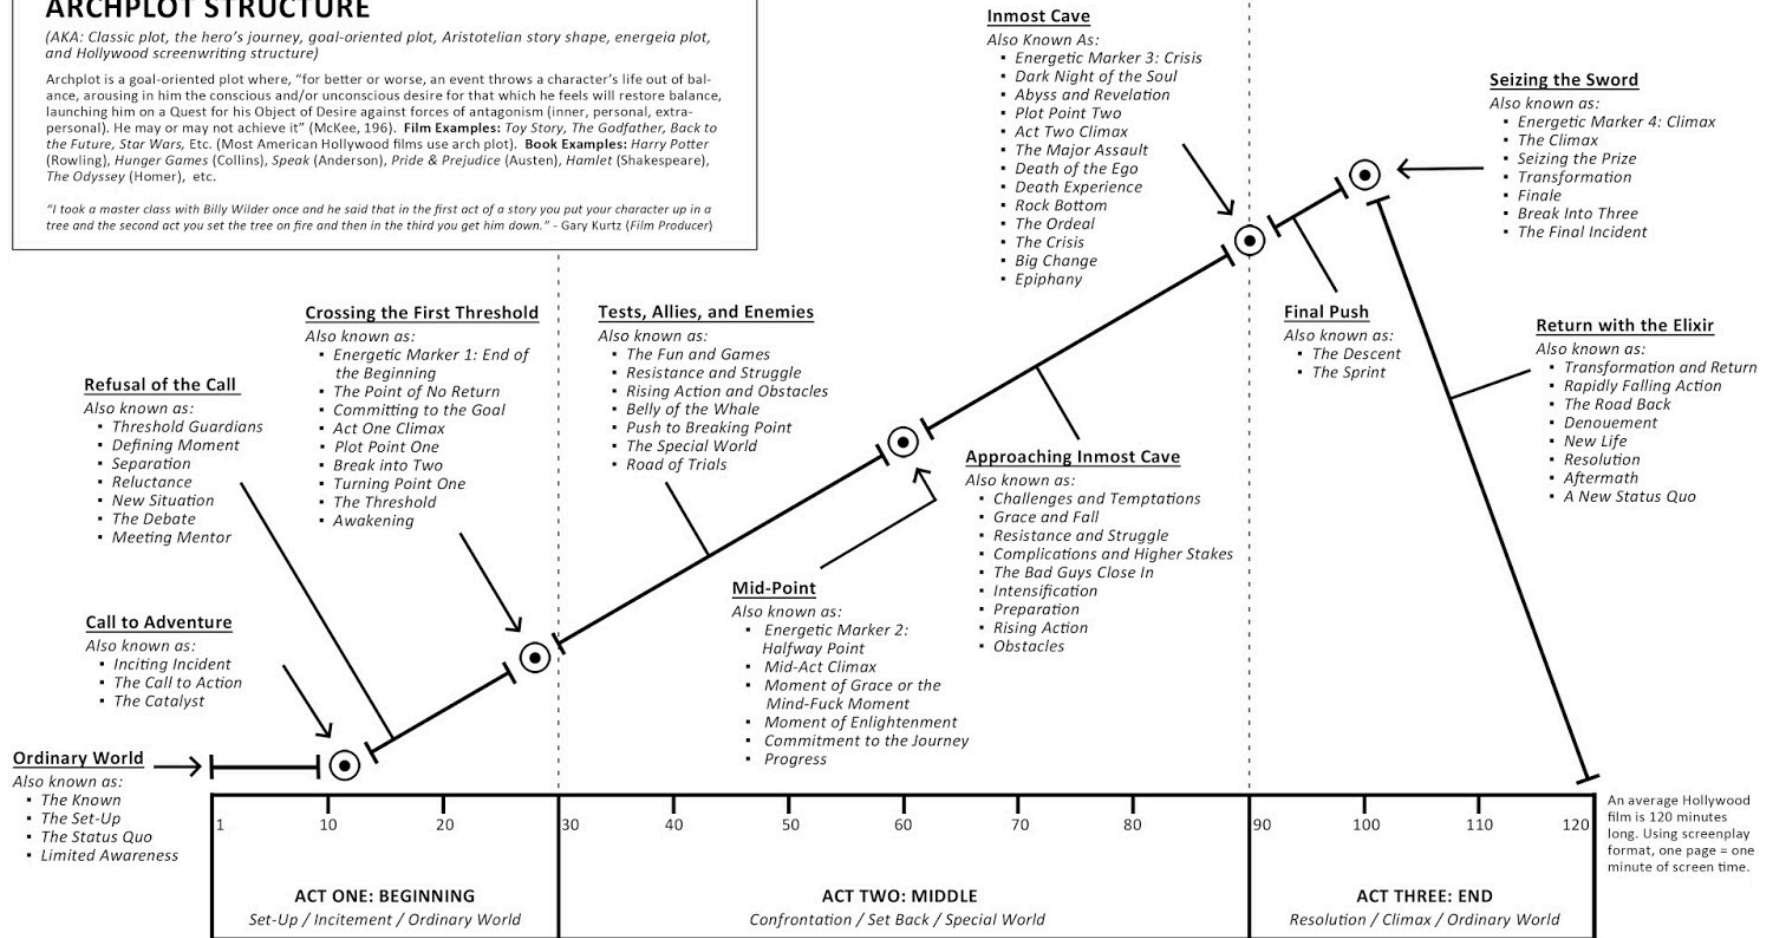 ARCHPLOT STRUCTURE
(AKA: Classic plot, the hero's journey, goal-oriented plot, Aristotelian story shape, energeia plot,
and Hollywood screenwriting structure)
Archplot is a goal-oriented plot where, “for better or worse, an event throws a character's life out of bal-
ance, arousing in him the conscious and/or unconscious desire for that which he feels will restore balance,
launching him on a Quest for his Object of Desire against forces of antagonism (inner, personal, extra-
personal). He may or may not achieve it” (McKee, 196). Film Examples: Toy Story, The Godfather, Back to
the Future, Star Wars, Etc. (Most American Hollywood films use arch plot). Book Examples: Harry Potter
(Rowling), Hunger Games (Collins), Speak (Anderson), Pride & Prejudice (Austen), Hamlet (Shakespeare),
The Odyssey (Homer), etc.
“I took a master class with Billy Wilder once and he said that in the first act of a story you put your character up in a
tree and the second act you set the tree on fire and then in the third you get him down.” - Gary Kurtz (Film Producer)
Ordinary World
Also known as:
▪ The Known
▪ The Set-Up
▪ The Status Quo
▪ Limited Awareness
Call to Adventure
Also known as:
▪ Inciting Incident
▪ The Call to Action
▪ The Catalyst
Refusal of the Call
Also known as:
▪ Threshold Guardians
▪ Defining Moment
▪ Separation
▪ Reluctance
▪ New Situation
▪ The Debate
▪ Meeting Mentor
Crossing the First Threshold
Also known as:
▪ Energetic Marker 1: End of
the Beginning
▪ The Point of No Return
▪ Committing to the Goal
▪ Act One Climax
▪ Plot Point One
▪ Break into Two
▪ Turning Point One
▪ The Threshold
▪ Awakening
Tests, Allies, and Enemies
Also known as:
▪ The Fun and Games
▪ Resistance and Struggle
▪ Rising Action and Obstacles
▪ Belly of the Whale
▪ Push to Breaking Point
▪ The Special World
▪ Road of Trials
Mid-Point
Also known as:
▪ Energetic Marker 2:
Halfway Point
▪ Mid-Act Climax
▪ Moment of Grace or the
Mind-Fuck Moment
▪ Moment of Enlightenment
▪ Commitment to the Journey
▪ Progress
Approaching Inmost Cave
Also known as:
▪ Challenges and Temptations
▪ Grace and Fall
▪ Resistance and Struggle
▪ Complications and Higher Stakes
▪ The Bad Guys Close In
▪ Intensification
▪ Preparation
▪ Rising Action
▪ Obstacles
Inmost Cave
Also Known As:
▪ Energetic Marker 3: Crisis
▪ Dark Night of the Soul
▪ Abyss and Revelation
▪ Plot Point Two
▪ Act Two Climax
▪ The Major Assault
▪ Death of the Ego
▪ Death Experience
▪ Rock Bottom
▪ The Ordeal
▪ The Crisis
▪ Big Change
▪ Epiphany
Final Push
Also known as:
▪ The Descent
▪ The Sprint
Seizing the Sword
Also known as:
▪ Energetic Marker 4: Climax
▪ The Climax
▪ Seizing the Prize
▪ Transformation
▪ Finale
▪ Break Into Three
▪ The Final Incident
Return with the Elixir
Also known as:
▪ Transformation and Return
▪ Rapidly Falling Action
▪ The Road Back
▪ Denouement
▪ New Life
▪ Resolution
▪ Aftermath
▪ A New Status Quo
1 10 20 30 40 50 60 70 80 90 100 110 120
An average Hollywood
film is 120 minutes
long. Using screenplay
format, one page = one
minute of screen time.
ACT ONE: BEGINNING
Set-Up / Incitement / Ordinary World
ACT TWO: MIDDLE
Confrontation / Set Back / Special World
ACT THREE: END
Resolution / Climax / Ordinary World